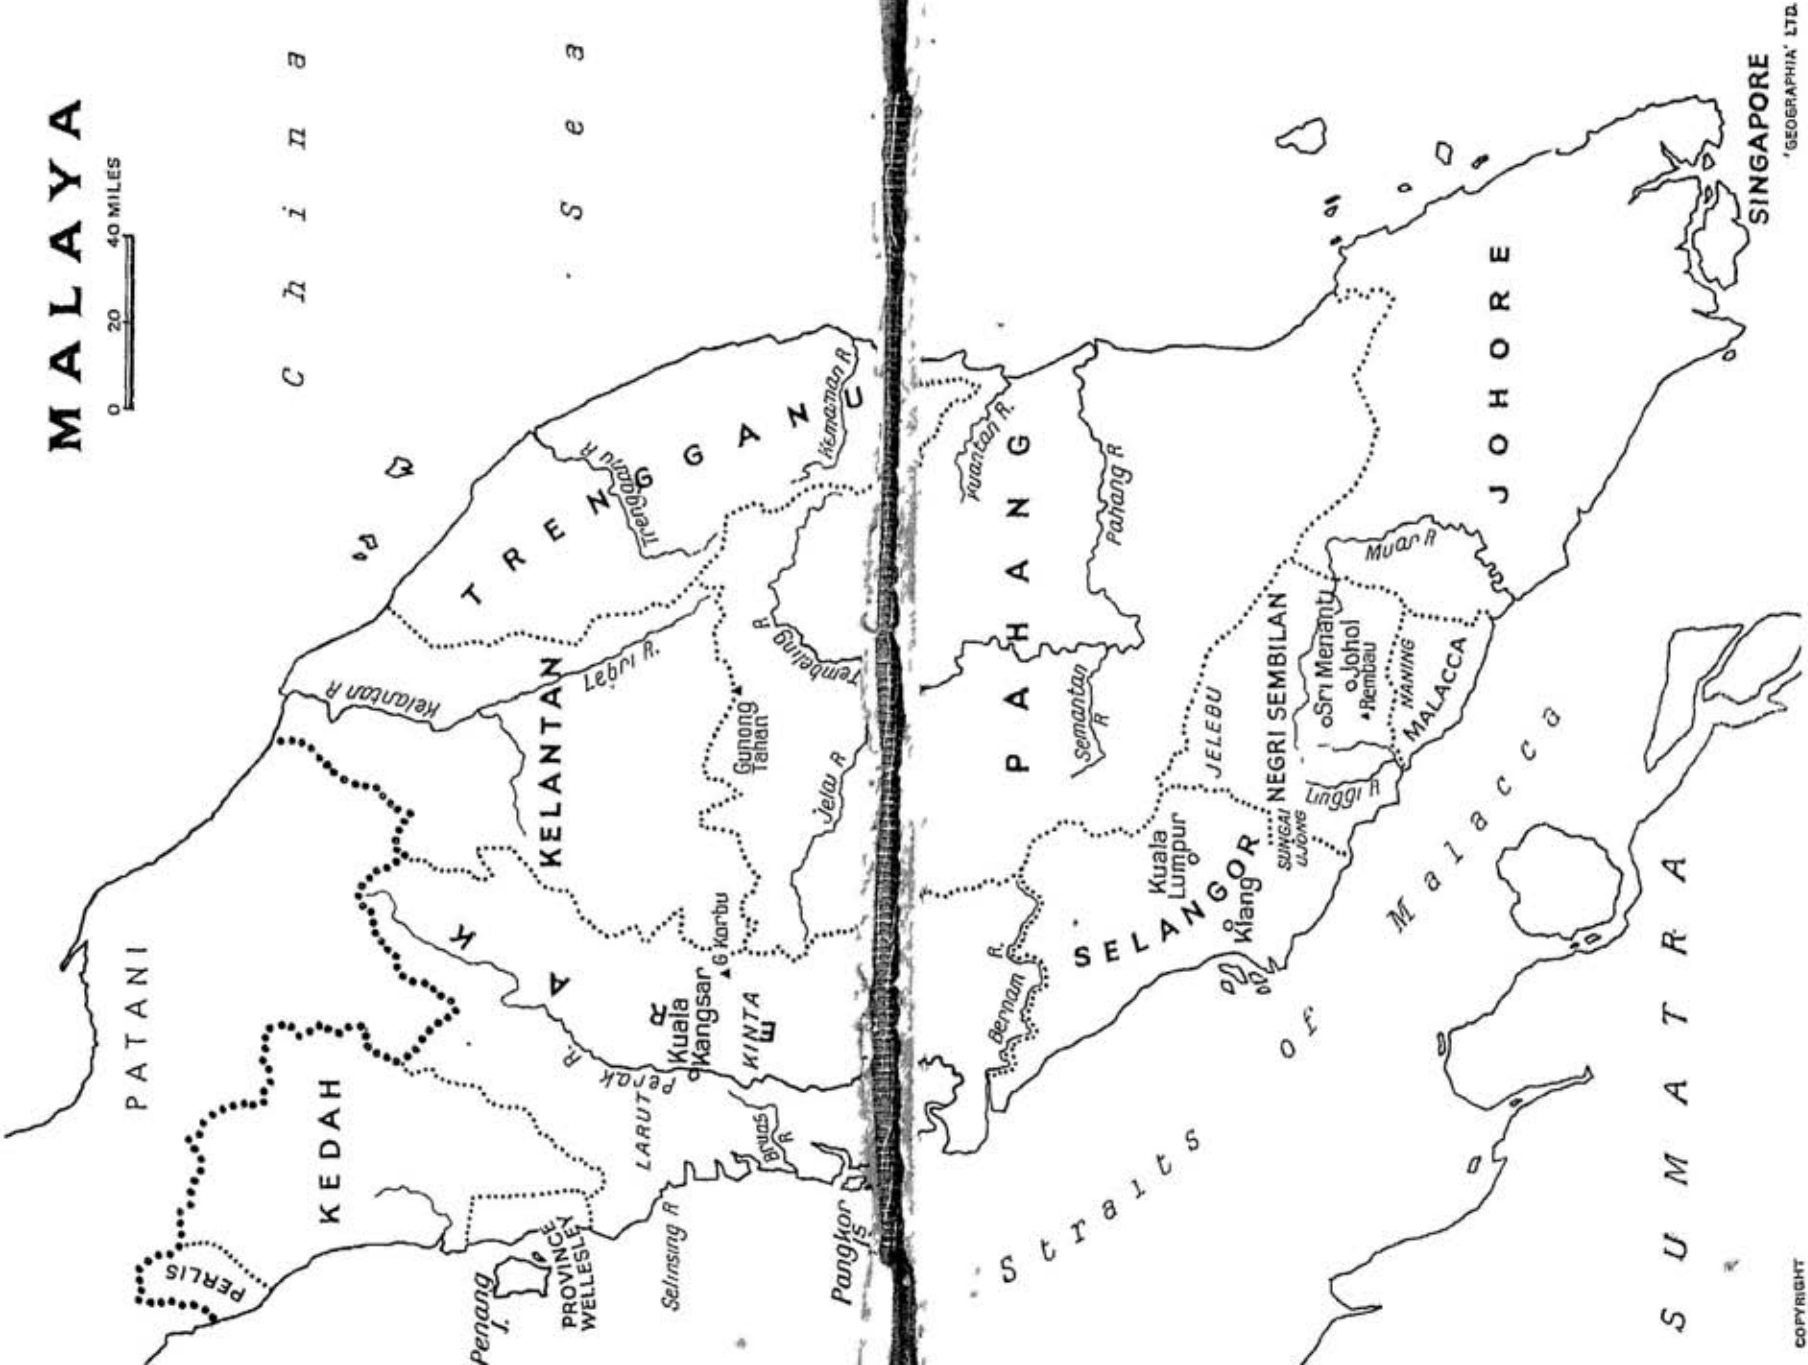 MALAYA
0 20 40 MILES
China
Sea
PATANI
PERLIS
KEDAH
Penang
I.
PROVINCE
WELLESLEY
Selinsing R
LARUT
Bruas
R
Pangkor
Is
PERAK
Perak R.
Kuala
Kangsar
KINTA
G Korbu
KELANTAN
Kelantan R
Lebir R.
Gunong
Tahan
TRENGGANU
Trengganu R
Kemaman R
Tembeling R
Jelai R
PAHANG
Kuantan R.
Pahang R
Semantan
R
Bernam R.
SELANGOR
Kuala
Lumpur
Klang
JELEBU
NEGRI SEMBILAN
SUNGAI
UJONG
Linggi R
Sri Menanti
Johol
Rembau
NANING
MALACCA
Muar R
JOHORE
SINGAPORE
Straits of Malacca
SUMATRA
COPYRIGHT
'GEOGRAPHIA' LTD.